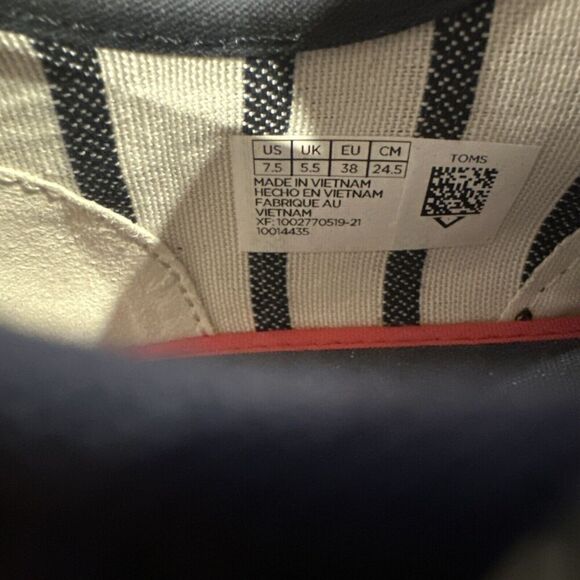 US UK EU CM
7.5 5.5 38 24.5
MADE IN VIETNAM
HECHO EN VIETNAM
FABRIQUE AU
VIETNAM
XF: 1002770519-21
10014435
TOMS